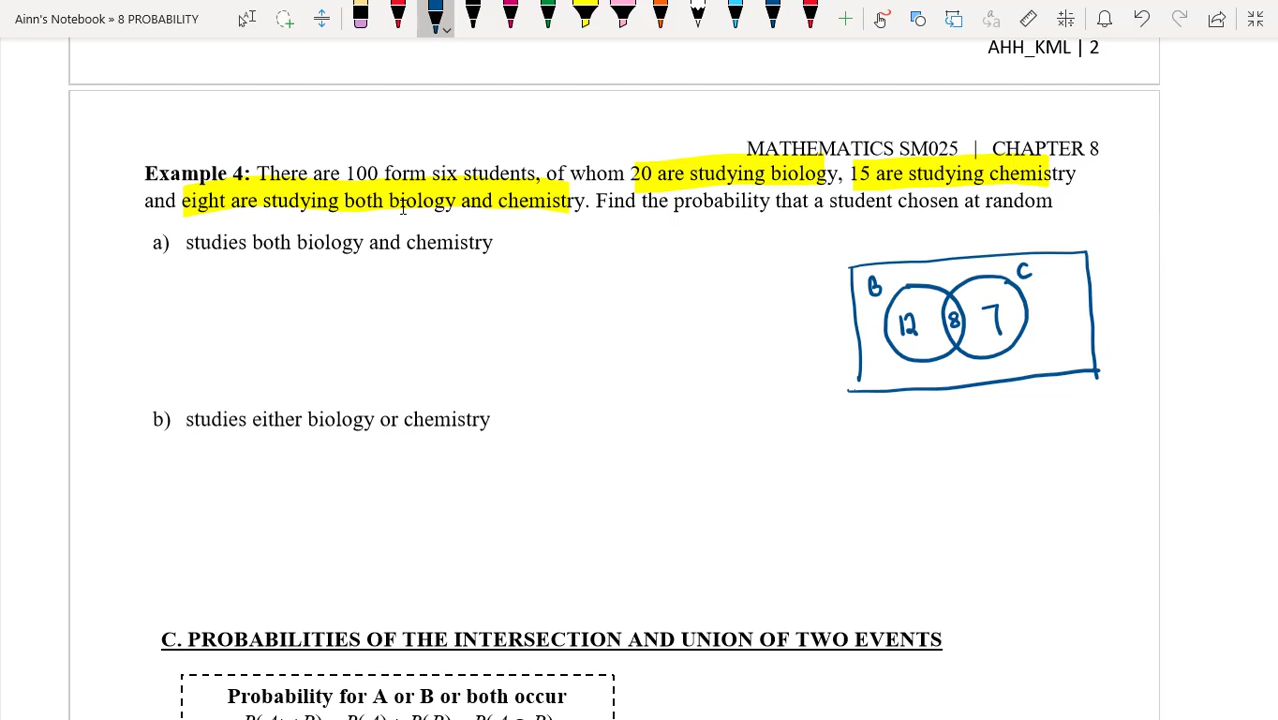 Ainn's Notebook » 8 PROBABILITY
AHH_KML | 2
MATHEMATICS SM025 | CHAPTER 8
Example 4: There are 100 form six students, of whom 20 are studying biology, 15 are studying chemistry
and eight are studying both biology and chemistry. Find the probability that a student chosen at random
a) studies both biology and chemistry
B C
12 8 7
b) studies either biology or chemistry
C. PROBABILITIES OF THE INTERSECTION AND UNION OF TWO EVENTS
Probability for A or B or both occur